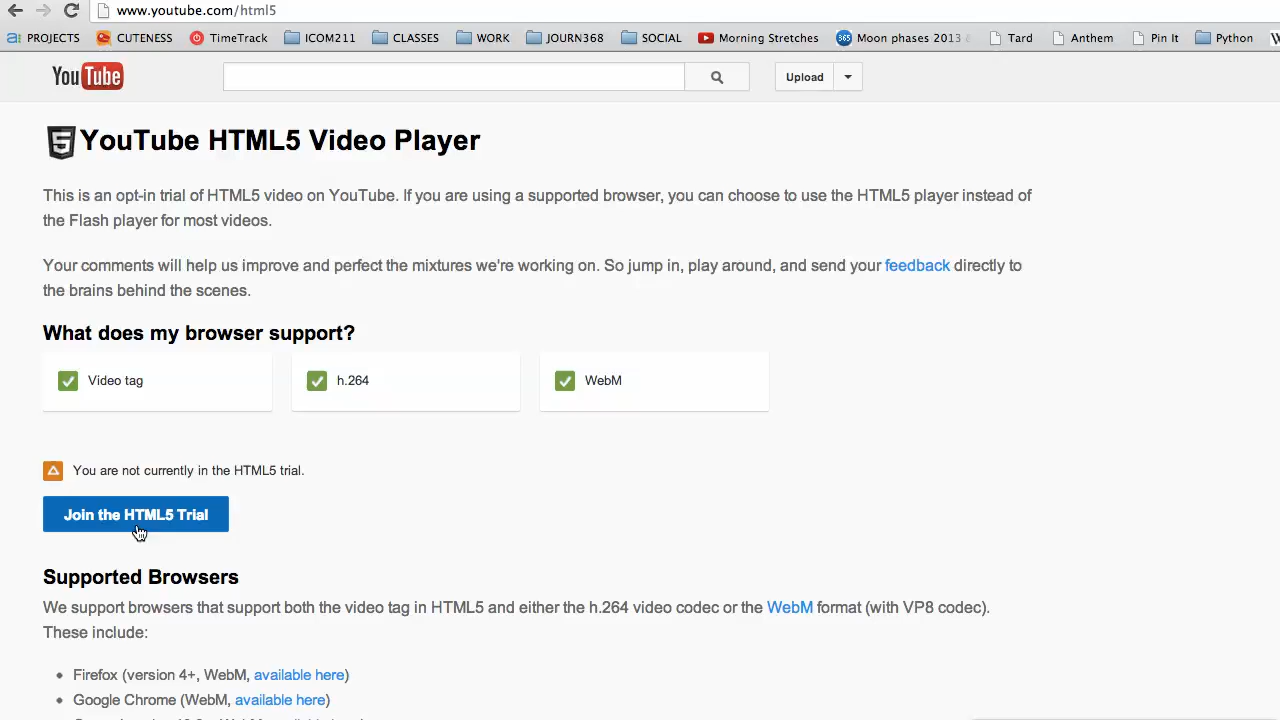 www.youtube.com/html5
PROJECTS CUTENESS TimeTrack ICOM211 CLASSES WORK JOURN368 SOCIAL Morning Stretches Moon phases 2013 Tard Anthem Pin It Python
YouTube Upload
5 YouTube HTML5 Video Player
This is an opt-in trial of HTML5 video on YouTube. If you are using a supported browser, you can choose to use the HTML5 player instead of
the Flash player for most videos.
Your comments will help us improve and perfect the mixtures we're working on. So jump in, play around, and send your feedback directly to
the brains behind the scenes.
What does my browser support?
Video tag h.264 WebM
You are not currently in the HTML5 trial.
Join the HTML5 Trial
Supported Browsers
We support browsers that support both the video tag in HTML5 and either the h.264 video codec or the WebM format (with VP8 codec).
These include:
• Firefox (version 4+, WebM, available here)
• Google Chrome (WebM, available here)